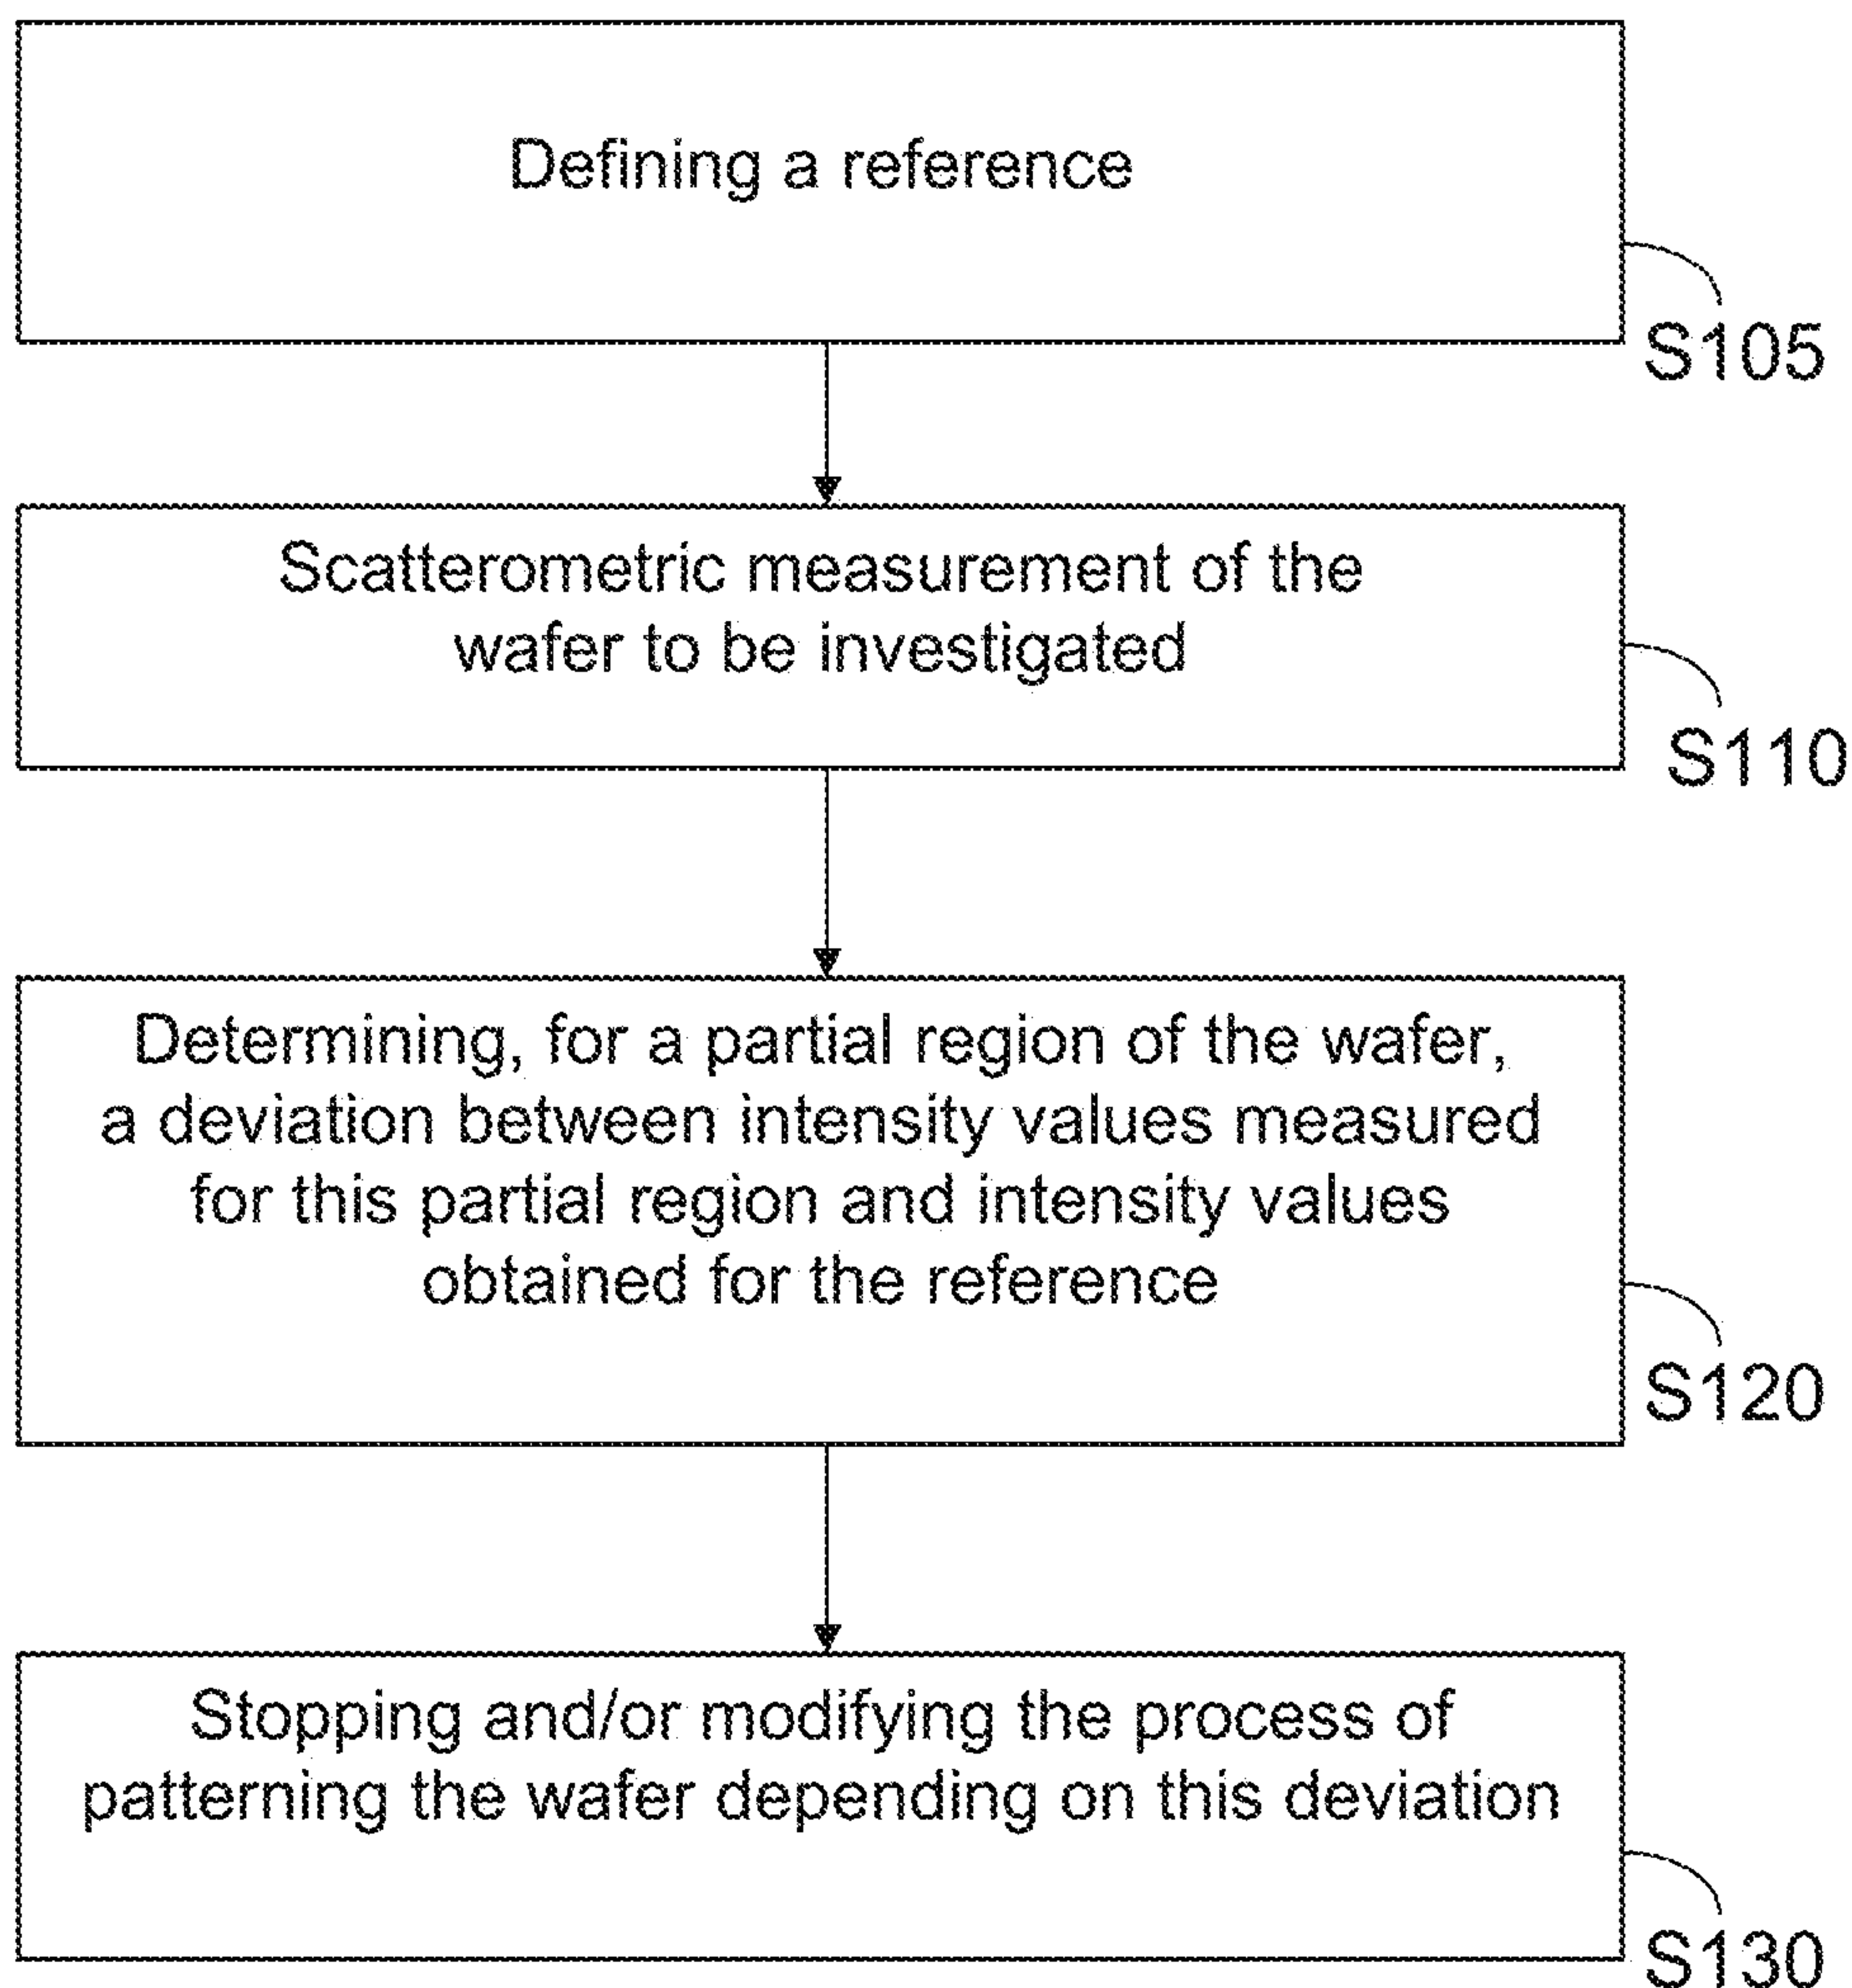 Defining a reference
S105
Scatterometric measurement of the
wafer to be investigated
S110
Determining, for a partial region of the wafer,
a deviation between intensity values measured
for this partial region and intensity values
obtained for the reference
S120
Stopping and/or modifying the process of
patterning the wafer depending on this deviation
S130